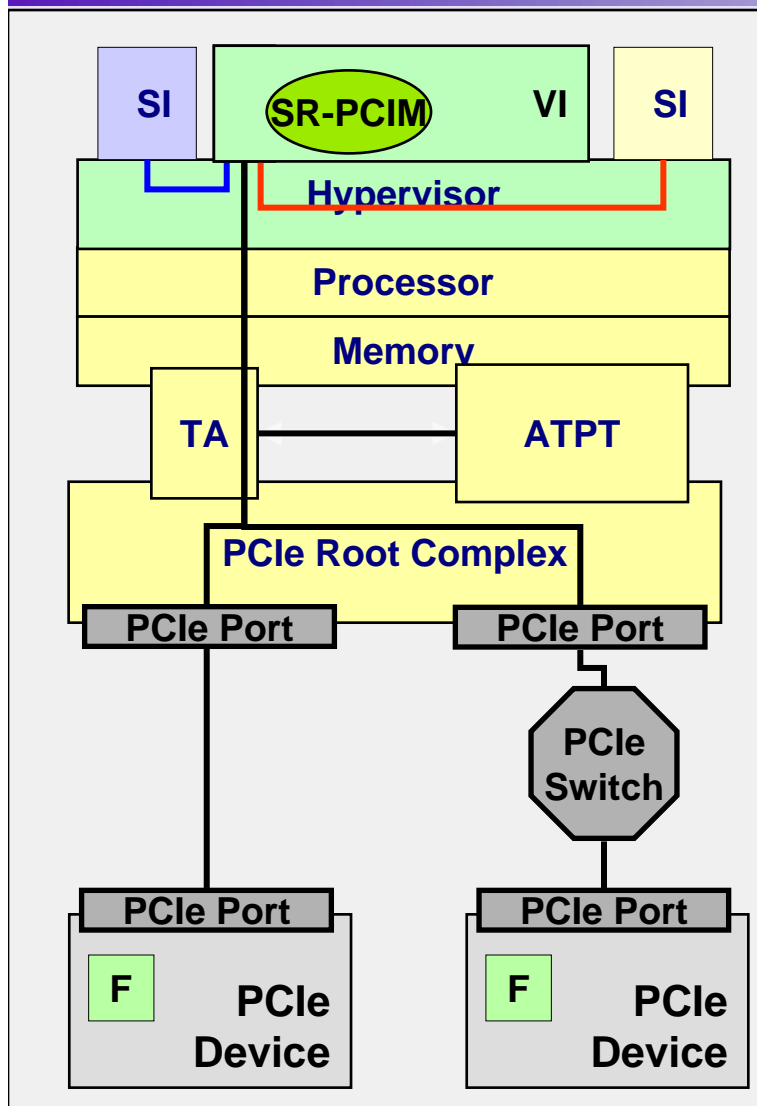 SI
SR-PCIM
VI
SI
Hypervisor
Processor
Memory
TA
ATPT
PCIe Root Complex
PCIe Port
PCIe Port
PCIe
Switch
PCIe Port
PCIe Port
F
PCIe
Device
F
PCIe
Device